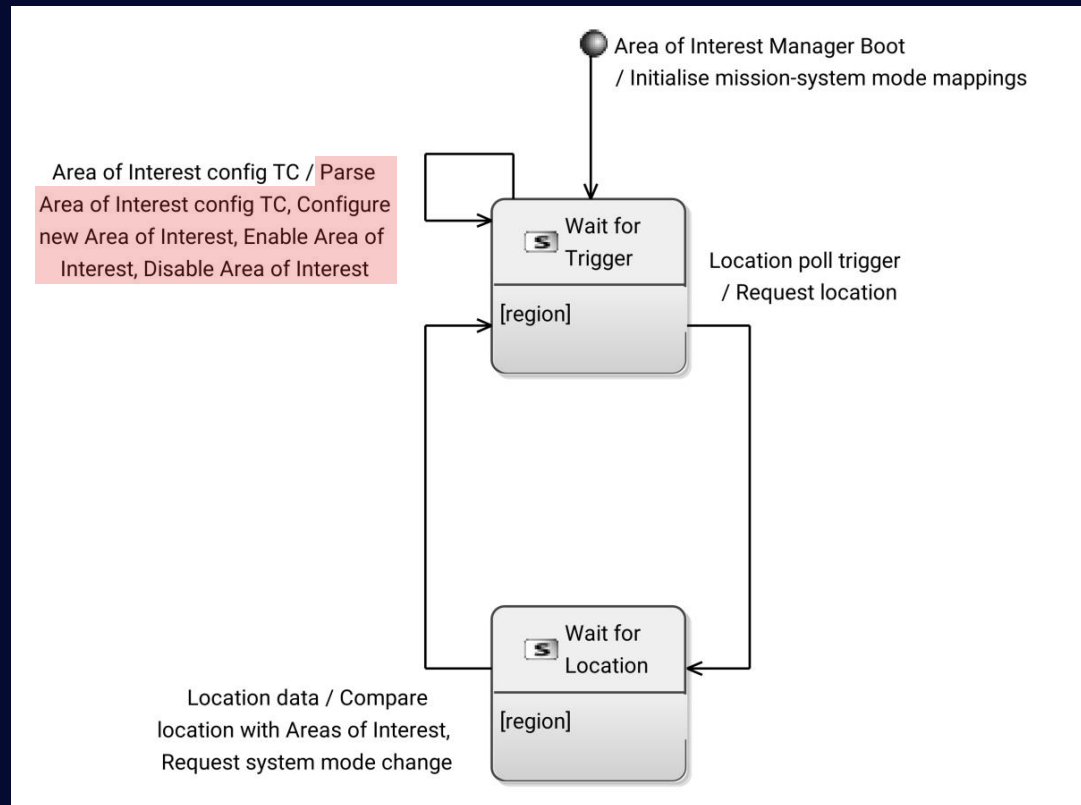 Area of Interest Manager Boot
/ Initialise mission-system mode mappings
Area of Interest config TC / Parse
Area of Interest config TC, Configure
new Area of Interest, Enable Area of
Interest, Disable Area of Interest
S
Wait for
Trigger
[region]
Location poll trigger
/ Request location
S
Wait for
Location
[region]
Location data / Compare
location with Areas of Interest,
Request system mode change